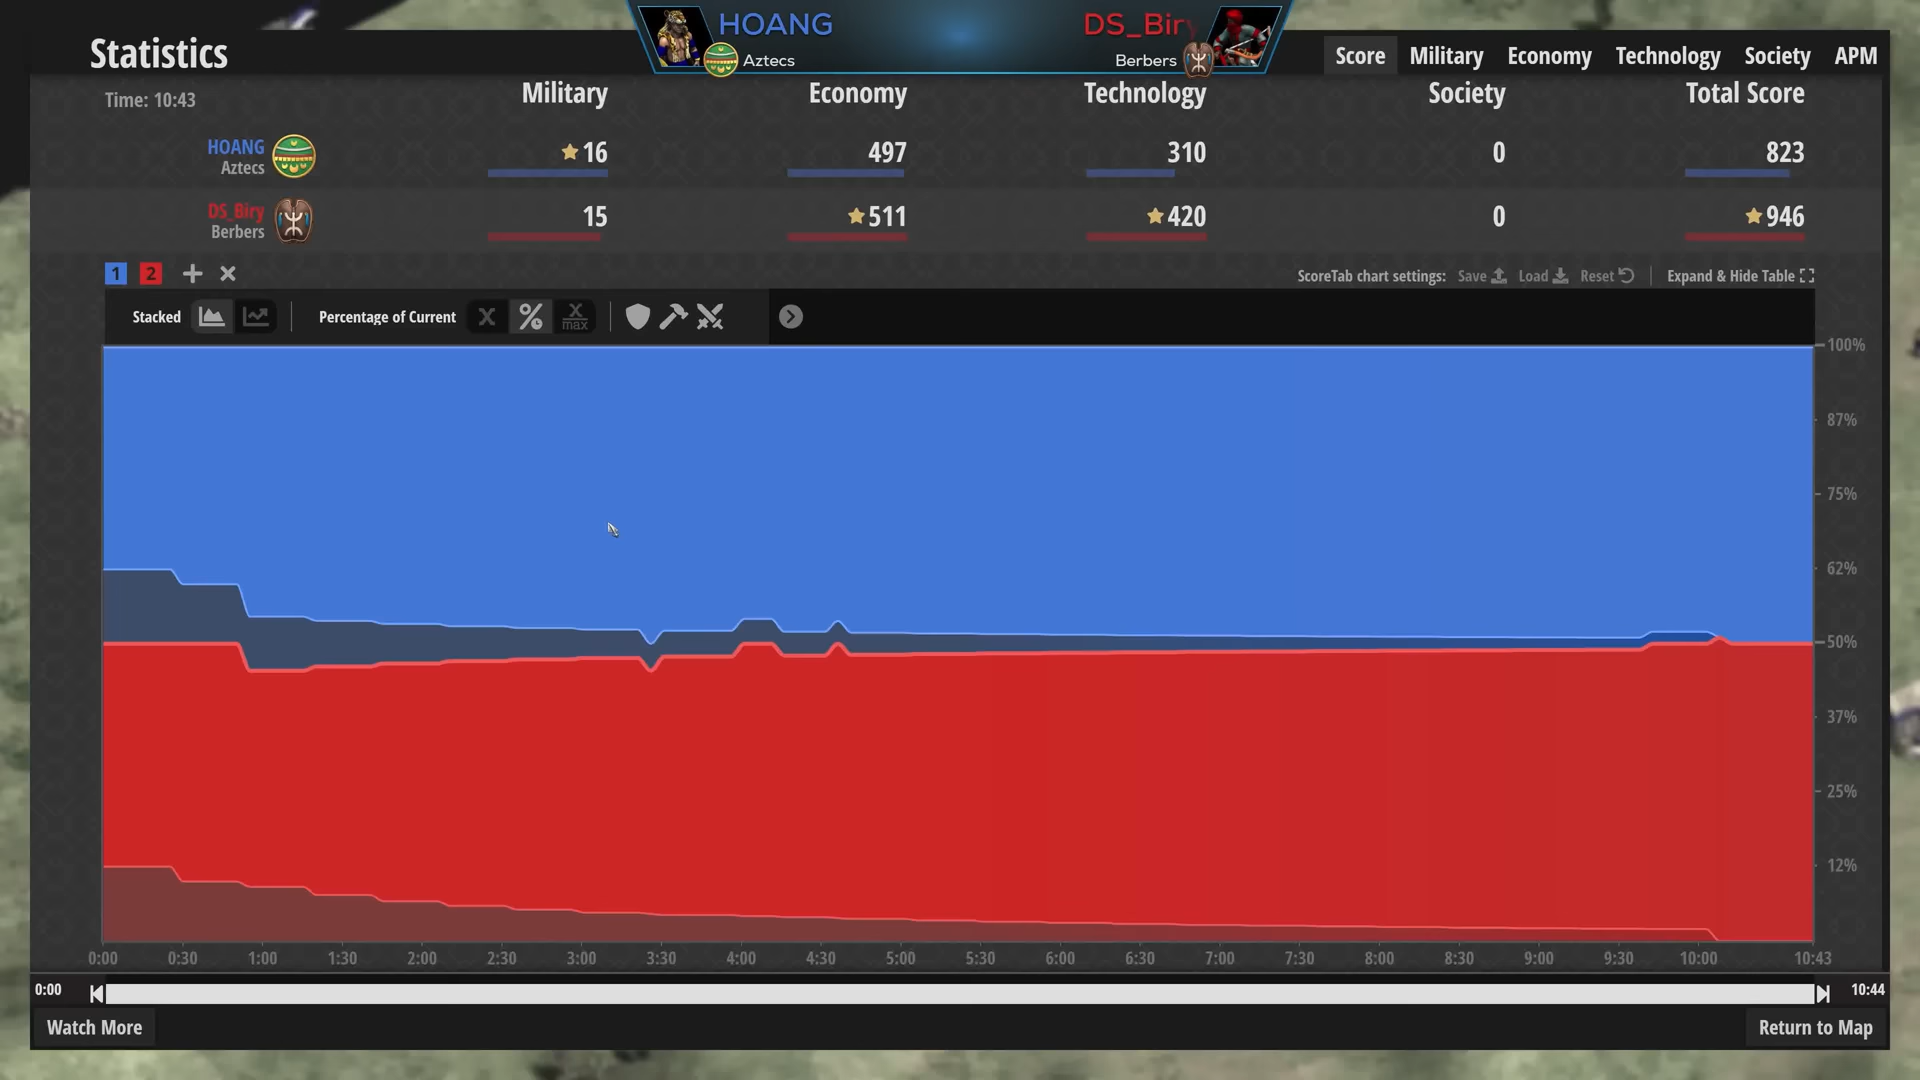 HOANG
DS_Bir
Aztecs
Berbers
Statistics
Score Military Economy Technology Society APM
Time: 10:43
Military Economy Technology Society Total Score
HOANG
Aztecs
16 497 310 0 823
DS_Biry
Berbers
15 511 420 0 946
1 2
ScoreTab chart settings: Save Load Reset Expand & Hide Table
Stacked
Percentage of Current
X % X max
100%
87%
75%
62%
50%
37%
25%
12%
0:00 0:30 1:00 1:30 2:00 2:30 3:00 3:30 4:00 4:30 5:00 5:30 6:00 6:30 7:00 7:30 8:00 8:30 9:00 9:30 10:00 10:43
0:00
10:44
Watch More
Return to Map